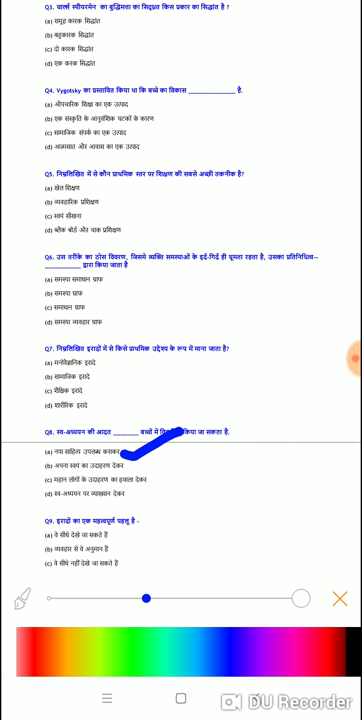 Q3. चार्ल्स स्पीयरमेन का बुद्धिमत्ता का सिद्धांत किस प्रकार का सिद्धांत है ?
(a) समूह कारक सिद्धांत
(b) बहुकारक सिद्धांत
(c) दो कारक सिद्धांत
(d) एक कनक सिद्धांत
Q4. Vygotsky का प्रस्तावित किया था कि बच्चे का विकास ____________ है.
(a) औपचारिक शिक्षा का एक उत्पाद
(b) एक संस्कृति के आनुवंशिक घटकों के कारण
(c) सामाजिक संपर्क का एक उत्पाद
(d) आत्मसात और आवास का एक उत्पाद
Q5. निम्नलिखित में से कौन प्राथमिक स्तर पर शिक्षण की सबसे अच्छी तकनीक है?
(a) खेल शिक्षण
(b) व्यवहारिक प्रशिक्षण
(c) स्वयं सीखना
(d) ब्लैक बोर्ड और चाक प्रशिक्षण
Q6. उस तरीके का ठोस विवरण, जिसमे व्यक्ति समस्याओं के इर्द-गिर्द ही घूमता रहता है, उसका प्रतिनिधित्व--
__________ द्वारा किया जाता है
(a) समस्या समाधान ग्राफ
(b) समस्या ग्राफ
(c) समाधान ग्राफ
(d) समस्या व्यवहार ग्राफ
Q7. निम्नलिखित इरादों में से किसे प्राथमिक उद्देश्य के रूप में माना जाता है?
(a) मनोवैज्ञानिक इरादे
(b) सामाजिक इरादे
(c) शैक्षिक इरादे
(d) शारीरिक इरादे
Q8. स्व-अध्ययन की आदत _______ बच्चों में किया जा सकता है.
(a) नया साहित्य उपलब्ध कराकर
(b) अपना स्वयं का उदाहरण देकर
(c) महान लोगों के उदाहरण का हवाला देकर
(d) स्व-अध्ययन पर व्याख्यान देकर
Q9. इरादों का एक महत्वपूर्ण पहलू है -
(a) वे सीधे देखे जा सकते हैं
(b) व्यवहार से वे अनुमान हैं
(c) वे सीधे नहीं देखे जा सकते हैं
DU Recorder